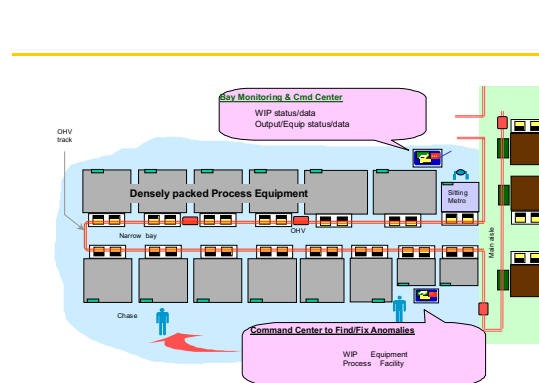 Bay Monitoring & Cmd Center
WIP status/data
Output/Equip status/data
OHV
track
Densely packed Process Equipment
Sitting
Metro
OHV
Narrow bay
Main aisle
Chase
Command Center to Find/Fix Anomalies
WIP Equipment
Process Facility